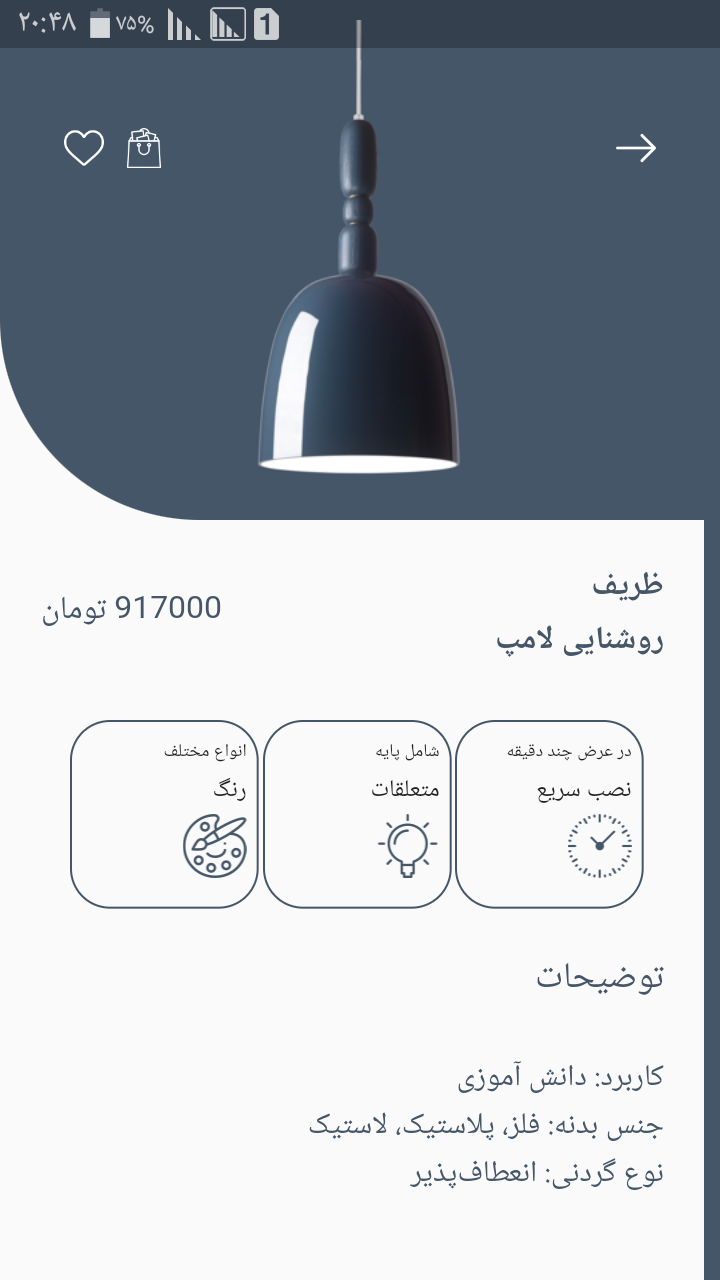 ۲۰:۴۸ ۷۵% 1
ظریف
روشنایی لامپ
917000 تومان
در عرض چند دقیقه
نصب سریع
شامل پایه
متعلقات
انواع مختلف
رنگ
توضیحات
کاربرد: دانش آموزی
جنس بدنه: فلز، پلاستیک، لاستیک
نوع گردنی: انعطاف‌پذیر